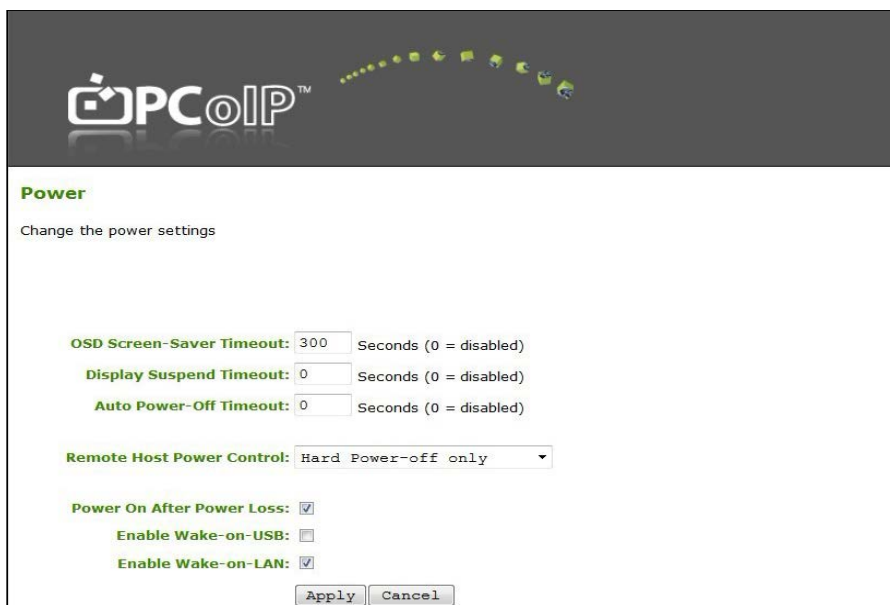 PCoIP™
Power
Change the power settings
OSD Screen-Saver Timeout: 300 Seconds (0 = disabled)
Display Suspend Timeout: 0 Seconds (0 = disabled)
Auto Power-Off Timeout: 0 Seconds (0 = disabled)
Remote Host Power Control: Hard Power-off only
Power On After Power Loss:
Enable Wake-on-USB:
Enable Wake-on-LAN:
Apply Cancel